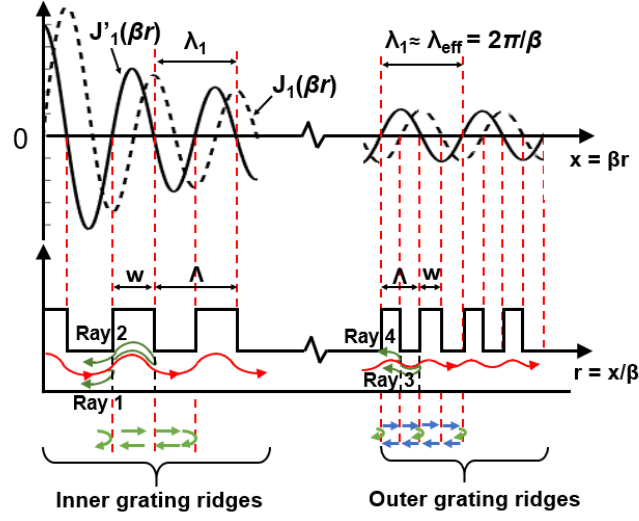 J'₁(βr)
λ₁
J₁(βr)
λ₁≈ λeff = 2π/β
0
x = βr
w
Λ
Λ
w
Ray 2
Ray 1
Ray 4
Ray 3
r = x/β
Inner grating ridges
Outer grating ridges